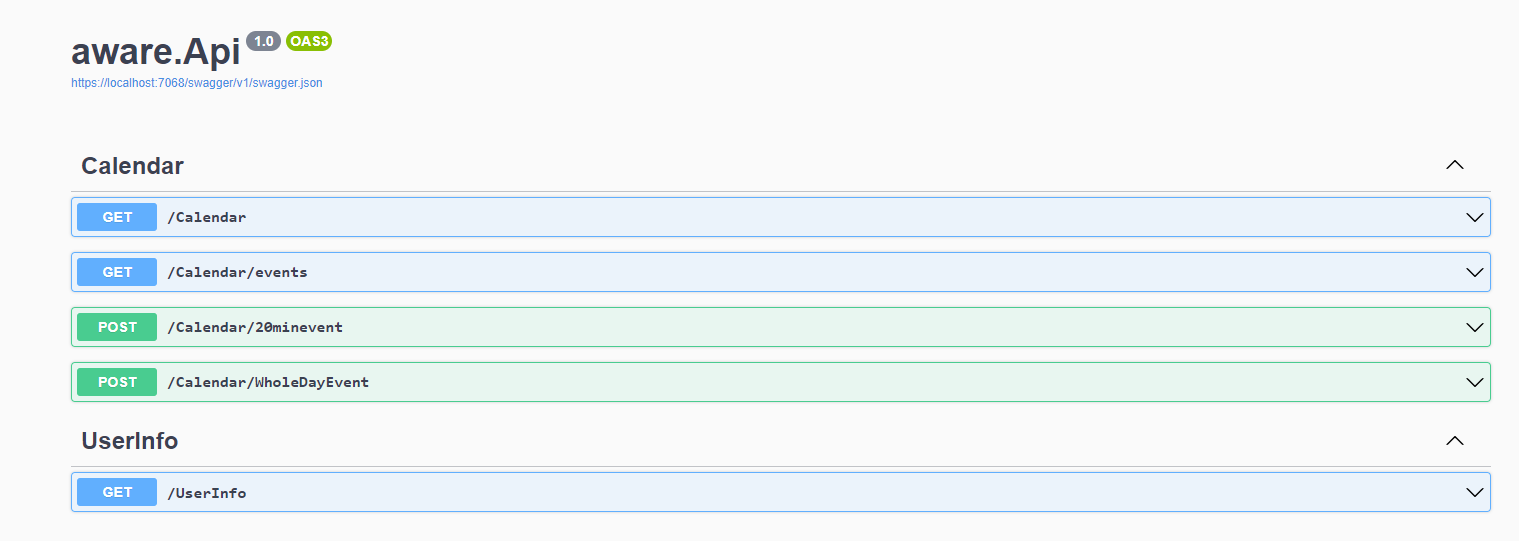 aware.Api 1.0 OAS3
https://localhost:7068/swagger/v1/swagger.json
Calendar
GET /Calendar
GET /Calendar/events
POST /Calendar/20minevent
POST /Calendar/WholeDayEvent
UserInfo
GET /UserInfo